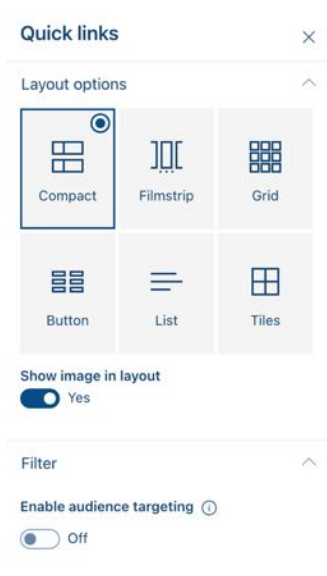 Quick links
Layout options
Compact Filmstrip Grid
Button List Tiles
Show image in layout
Yes
Filter
Enable audience targeting
Off